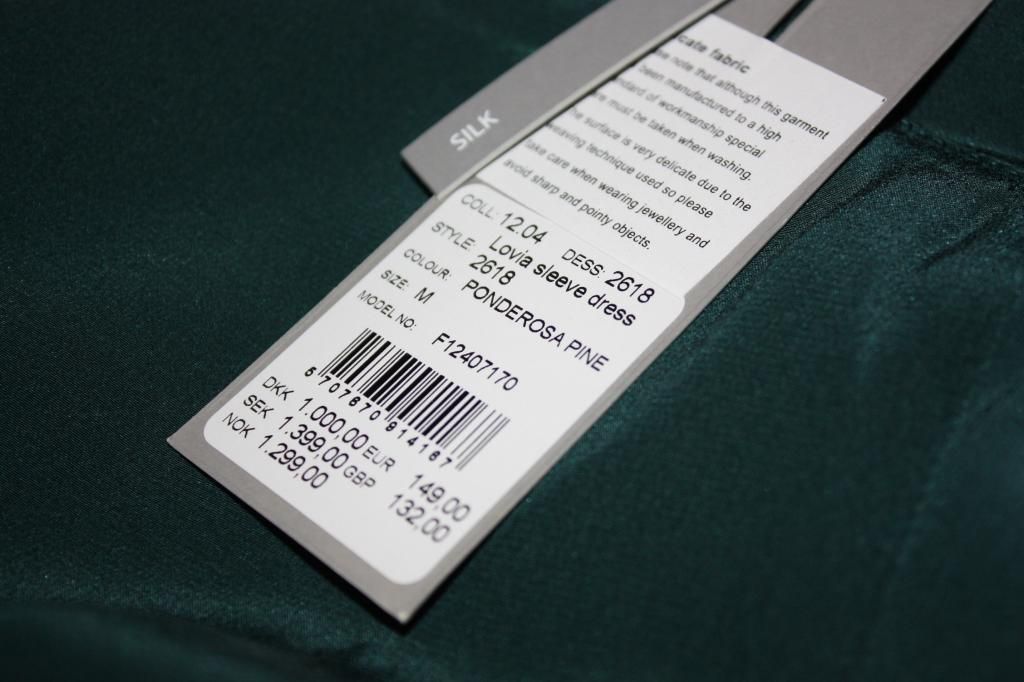 SILK
cate fabric
note that although this garment
been manufactured to a high
ndard of workmanship special
must be taken when washing.
surface is very delicate due to the
weaving technique used so please
take care when wearing jewellery and
avoid sharp and pointy objects.
COLL: 12.04 DESS: 2618
STYLE: Lovia sleeve dress
2618
COLOUR: PONDEROSA PINE
SIZE: M
MODEL NO: F12407170
5 707670 914167
DKK 1.000,00 EUR 149,00
SEK 1.399,00 GBP 132,00
NOK 1.299,00